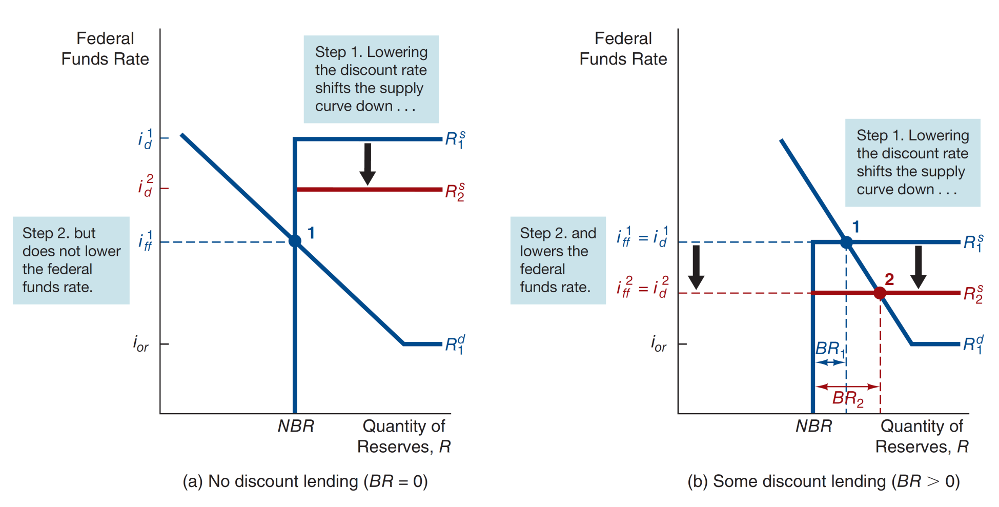 Federal
Funds Rate
Step 1. Lowering
the discount rate
shifts the supply
curve down . . .
i_d^1
R_1^s
i_d^2
R_2^s
Step 2. but
does not lower
the federal
funds rate.
i_ff^1
1
i_or
R_1^d
NBR
Quantity of
Reserves, R
(a) No discount lending (BR = 0)
Federal
Funds Rate
Step 1. Lowering
the discount rate
shifts the supply
curve down . . .
Step 2. and
lowers the
federal
funds rate.
i_ff^1 = i_d^1
1
R_1^s
i_ff^2 = i_d^2
2
R_2^s
i_or
BR_1
R_1^d
BR_2
NBR
Quantity of
Reserves, R
(b) Some discount lending (BR > 0)